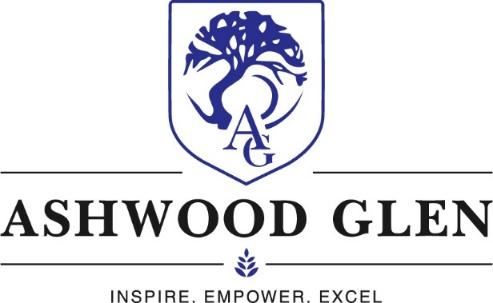 AG
ASHWOOD GLEN
INSPIRE. EMPOWER. EXCEL